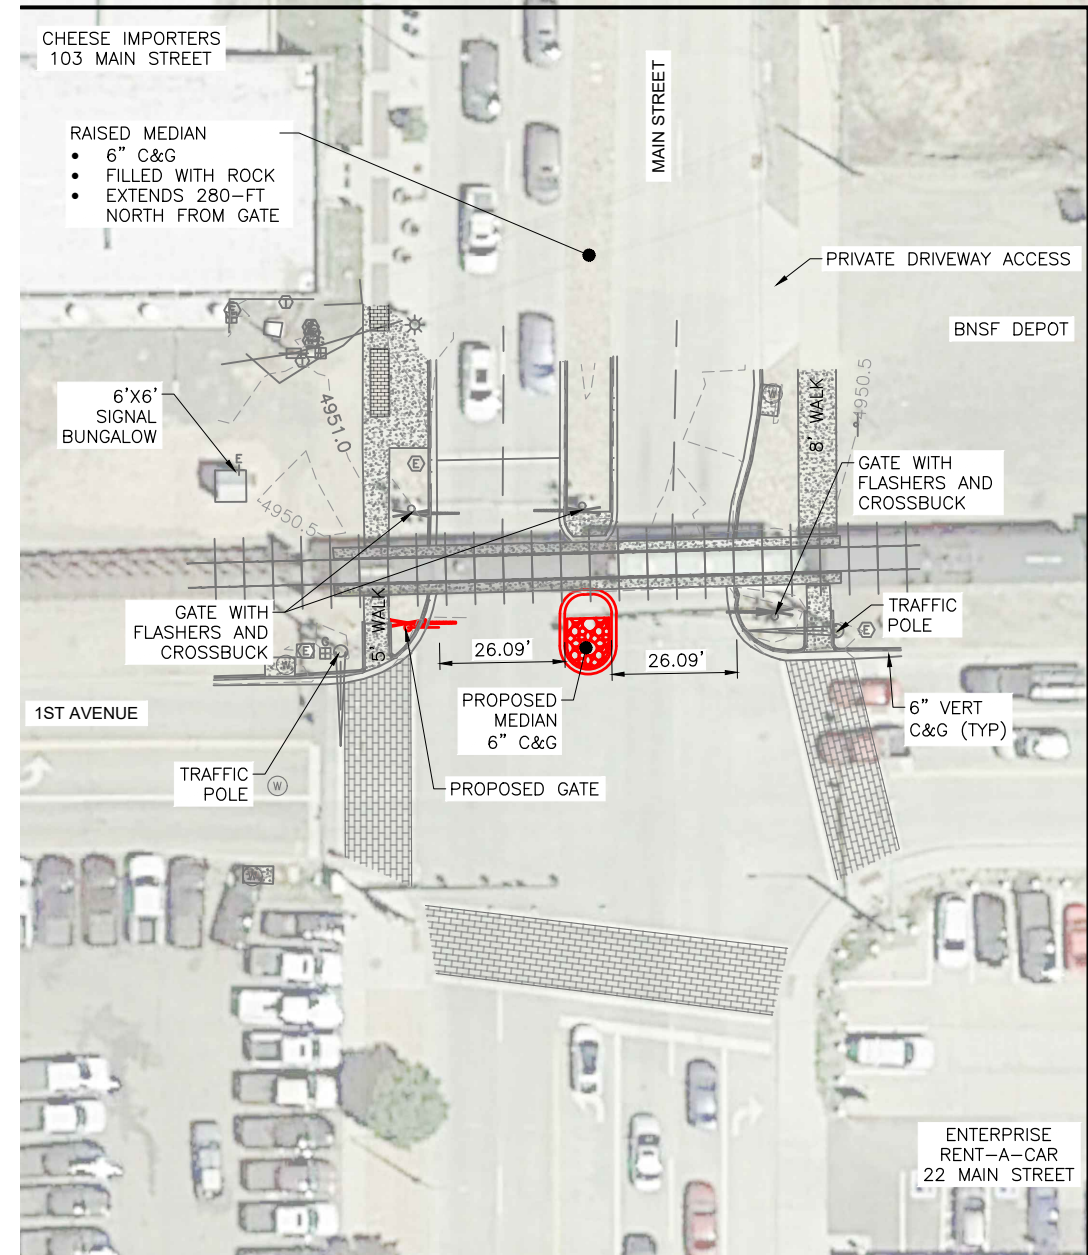 CHEESE IMPORTERS
103 MAIN STREET
MAIN STREET
RAISED MEDIAN
• 6" C&G
• FILLED WITH ROCK
• EXTENDS 280-FT
NORTH FROM GATE
PRIVATE DRIVEWAY ACCESS
BNSF DEPOT
6'X6'
SIGNAL
BUNGALOW
E
4951.0
4950.5
8' WALK
4950.5
E
GATE WITH
FLASHERS AND
CROSSBUCK
GATE WITH
FLASHERS AND
CROSSBUCK
5' WALK
TRAFFIC
POLE
E
E
W
26.09'
26.09'
PROPOSED
MEDIAN
6" C&G
1ST AVENUE
6" VERT
C&G (TYP)
TRAFFIC
POLE
W
PROPOSED GATE
ENTERPRISE
RENT-A-CAR
22 MAIN STREET